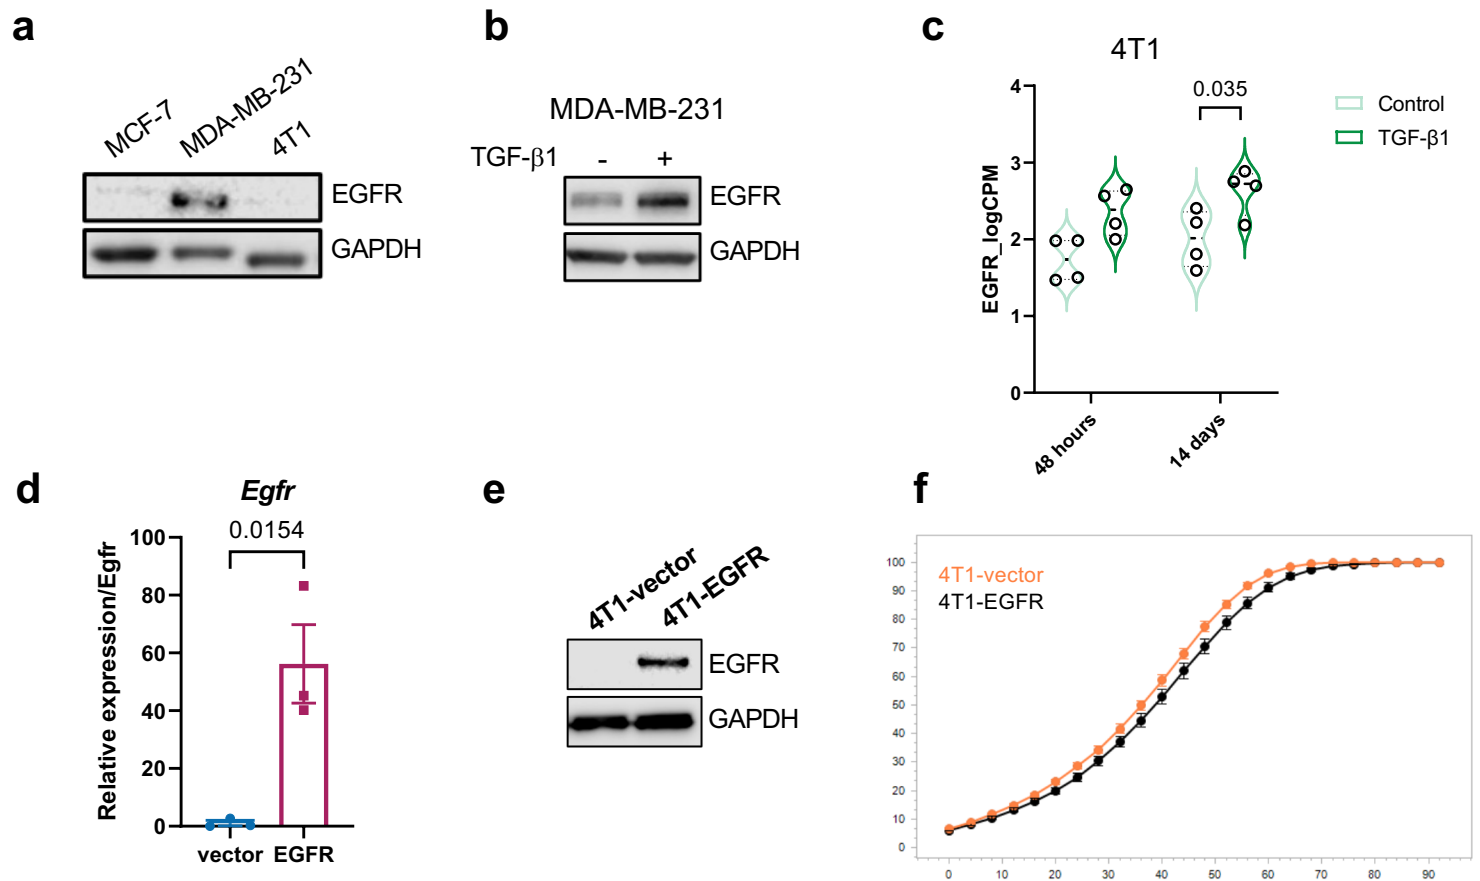 a
MCF-7
MDA-MB-231
4T1
EGFR
GAPDH
b
MDA-MB-231
TGF-β1 - +
EGFR
GAPDH
c
4T1
0.035
Control
TGF-β1
EGFR_logCPM
4
3
2
1
0
48 hours
14 days
d
Egfr
0.0154
Relative expression/Egfr
100
80
60
40
20
0
vector EGFR
e
4T1-vector
4T1-EGFR
EGFR
GAPDH
f
4T1-vector
4T1-EGFR
100
90
80
70
60
50
40
30
20
10
0
0 10 20 30 40 50 60 70 80 90